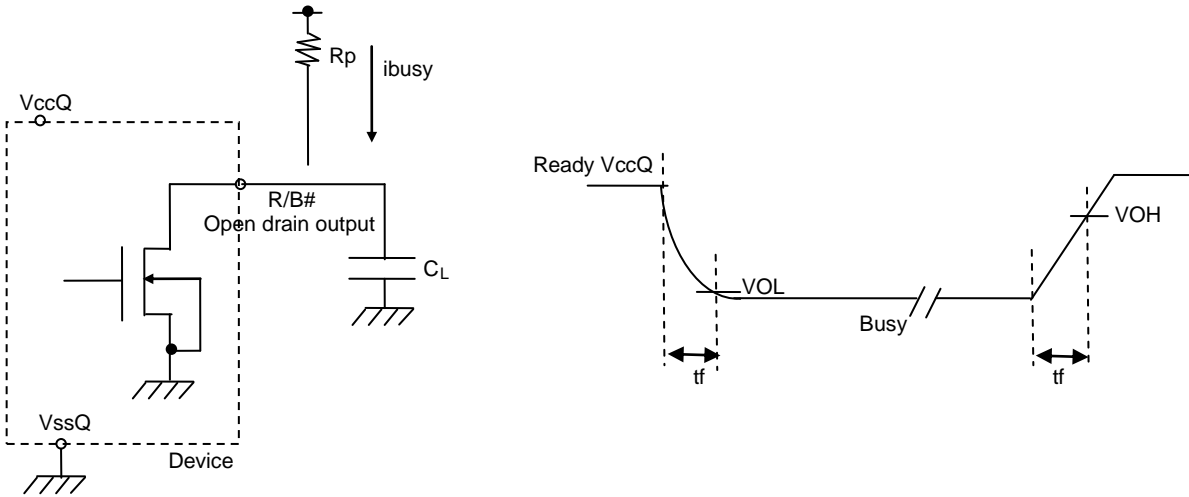 Rp
ibusy
VccQ
R/B#
Open drain output
CL
VssQ
Device
Ready VccQ
VOL
Busy
VOH
tf
tf